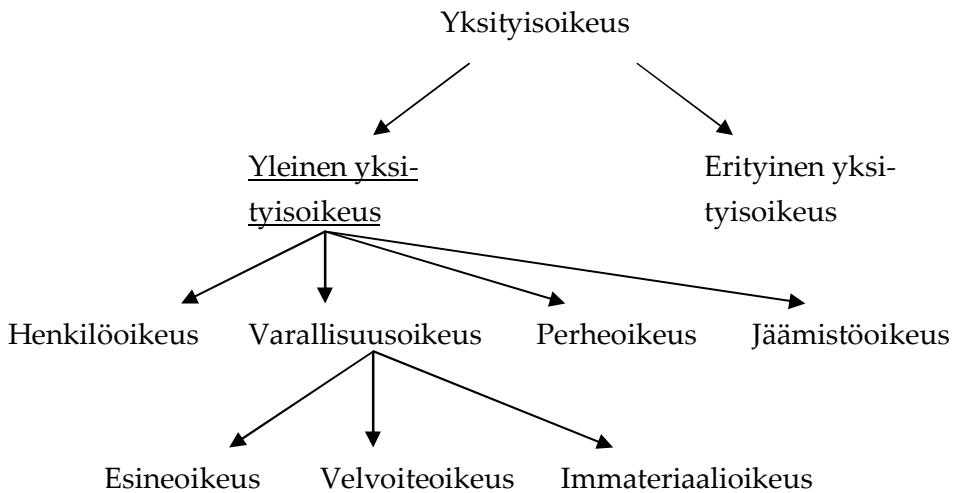 Yksityisoikeus
Yleinen yksi-
tyisoikeus
Erityinen yksi-
tyisoikeus
Henkilöoikeus Varallisuusoikeus Perheoikeus Jäämistöoikeus
Esineoikeus Velvoiteoikeus Immateriaalioikeus